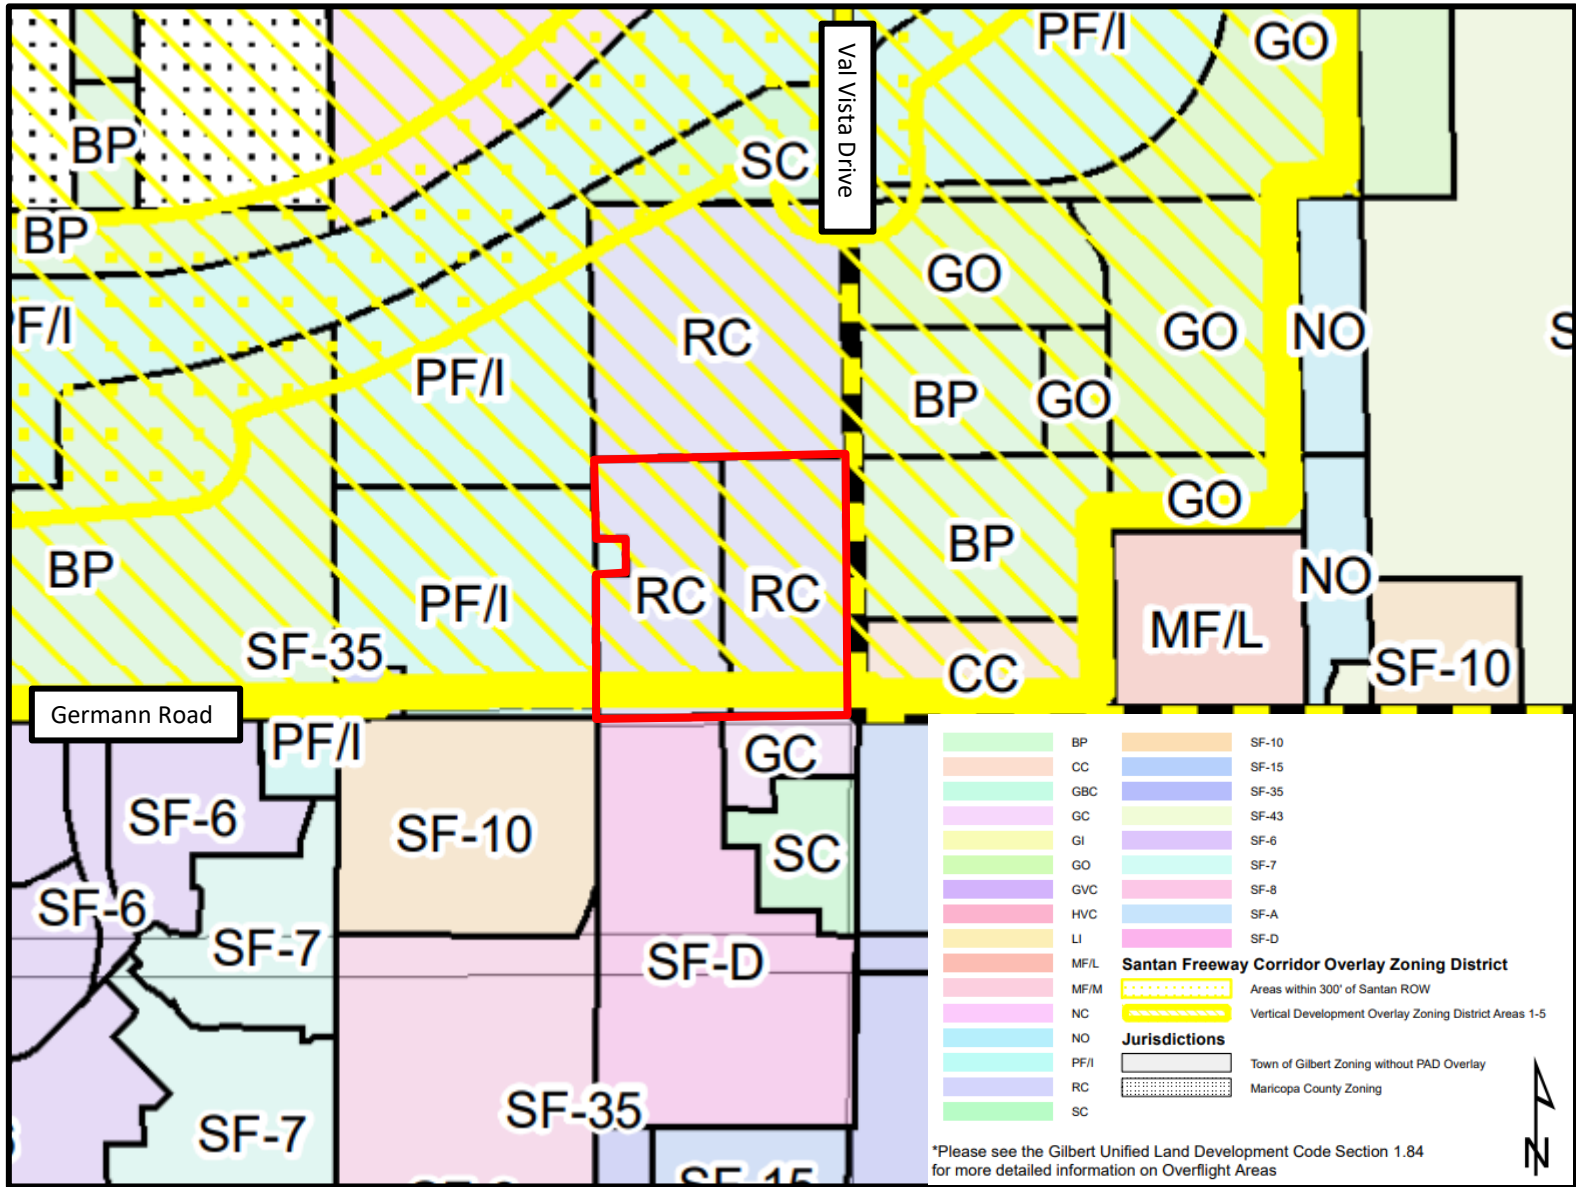 PF/I
GO
Val Vista Drive
BP
SC
BP
GO
PF/I
RC
GO
NO
PF/I
BP
GO
GO
BP
BP
RC
RC
PF/I
NO
MF/L
SF-35
CC
SF-10
Germann Road
PF/I
GC
SF-6
SF-10
SC
SF-6
SF-7
SF-D
SF-35
SF-7
SF-15
BP
CC
GBC
GC
GI
GO
GVC
HVC
LI
MF/L
MF/M
NC
NO
PF/I
RC
SC
SF-10
SF-15
SF-35
SF-43
SF-6
SF-7
SF-8
SF-A
SF-D
Santan Freeway Corridor Overlay Zoning District
Areas within 300' of Santan ROW
Vertical Development Overlay Zoning District Areas 1-5
Jurisdictions
Town of Gilbert Zoning without PAD Overlay
Maricopa County Zoning
N
*Please see the Gilbert Unified Land Development Code Section 1.84
for more detailed information on Overflight Areas